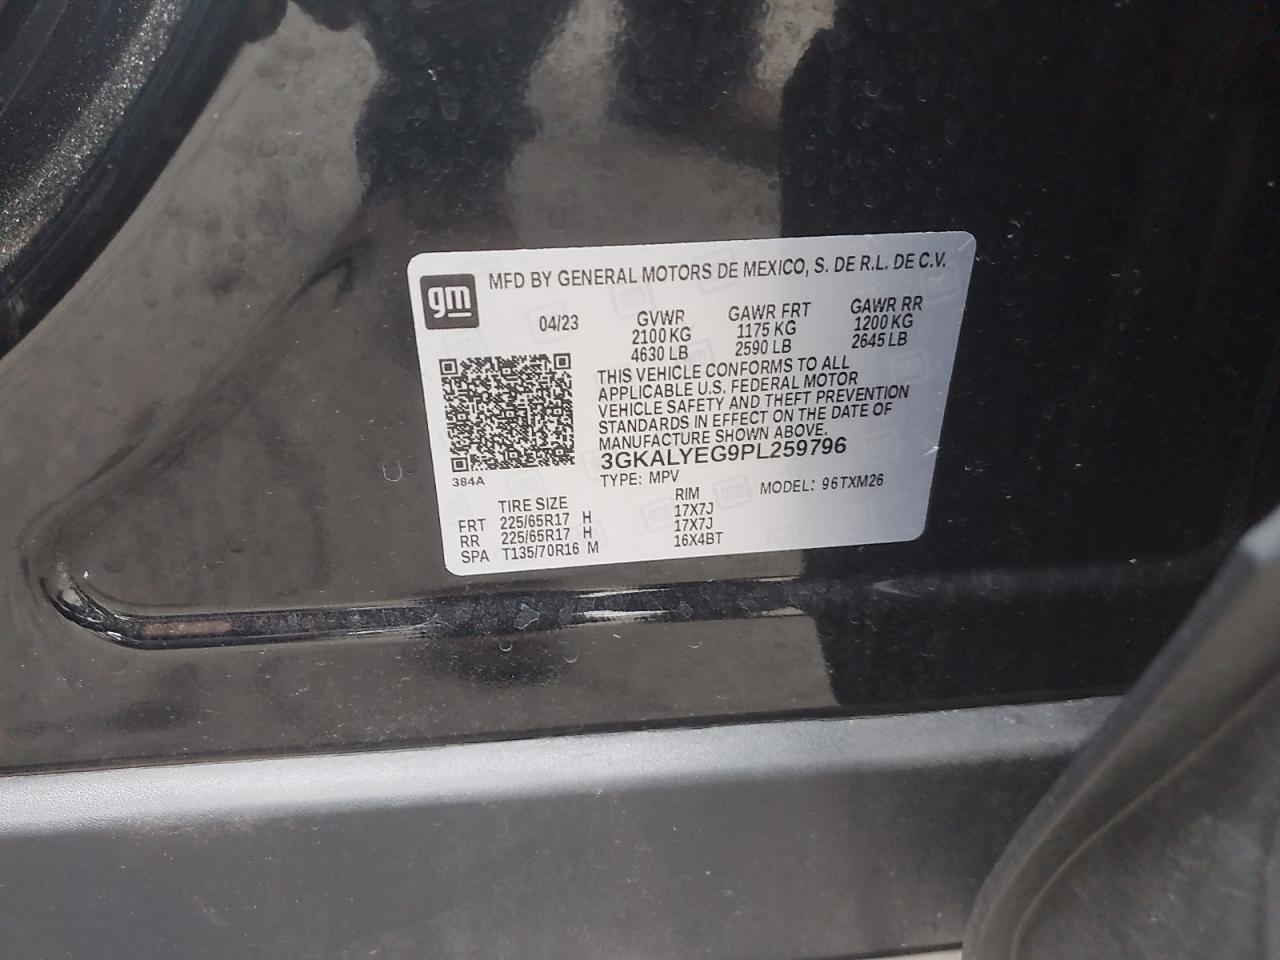 gm
MFD BY GENERAL MOTORS DE MEXICO, S. DE R.L. DE C.V.
04/23 GVWR GAWR FRT GAWR RR
2100 KG 1175 KG 1200 KG
4630 LB 2590 LB 2645 LB
THIS VEHICLE CONFORMS TO ALL
APPLICABLE U.S. FEDERAL MOTOR
VEHICLE SAFETY AND THEFT PREVENTION
STANDARDS IN EFFECT ON THE DATE OF
MANUFACTURE SHOWN ABOVE.
3GKALYEG9PL259796
384A
TYPE: MPV MODEL: 96TXM26
TIRE SIZE RIM
FRT 225/65R17 H 17X7J
RR 225/65R17 H 17X7J
SPA T135/70R16 M 16X4BT